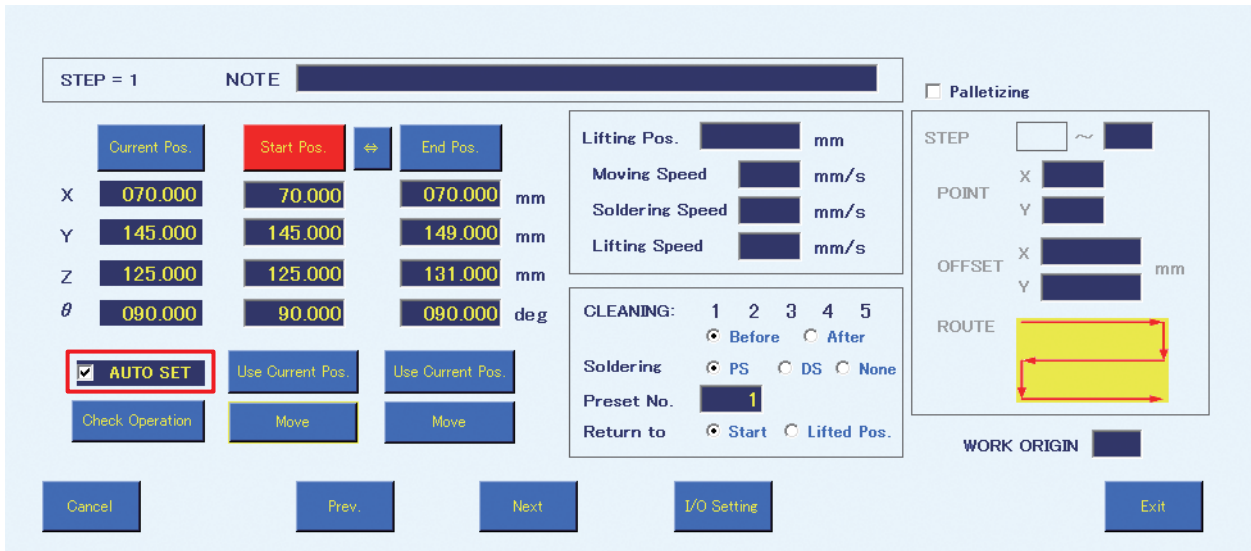 STEP = 1 NOTE
Palletizing
Current Pos. Start Pos. ⇔ End Pos.
X 070.000 70.000 070.000 mm
Y 145.000 145.000 149.000 mm
Z 125.000 125.000 131.000 mm
θ 090.000 90.000 090.000 deg
AUTO SET Use Current Pos. Use Current Pos.
Check Operation Move Move
Lifting Pos. mm
Moving Speed mm/s
Soldering Speed mm/s
Lifting Speed mm/s
CLEANING: 1 2 3 4 5
Before After
Soldering PS DS None
Preset No. 1
Return to Start Lifted Pos.
STEP ~
POINT X
Y
OFFSET X
Y mm
ROUTE
WORK ORIGIN
Cancel Prev. Next I/O Setting Exit